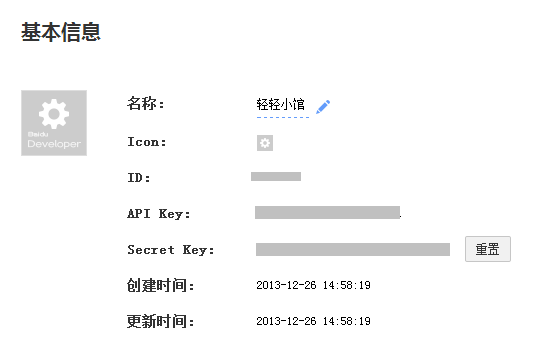 基本信息
Baidu
Developer
名称： 轻轻小馆
Icon:
ID:
API Key:
Secret Key: 重置
创建时间： 2013-12-26 14:58:19
更新时间： 2013-12-26 14:58:19